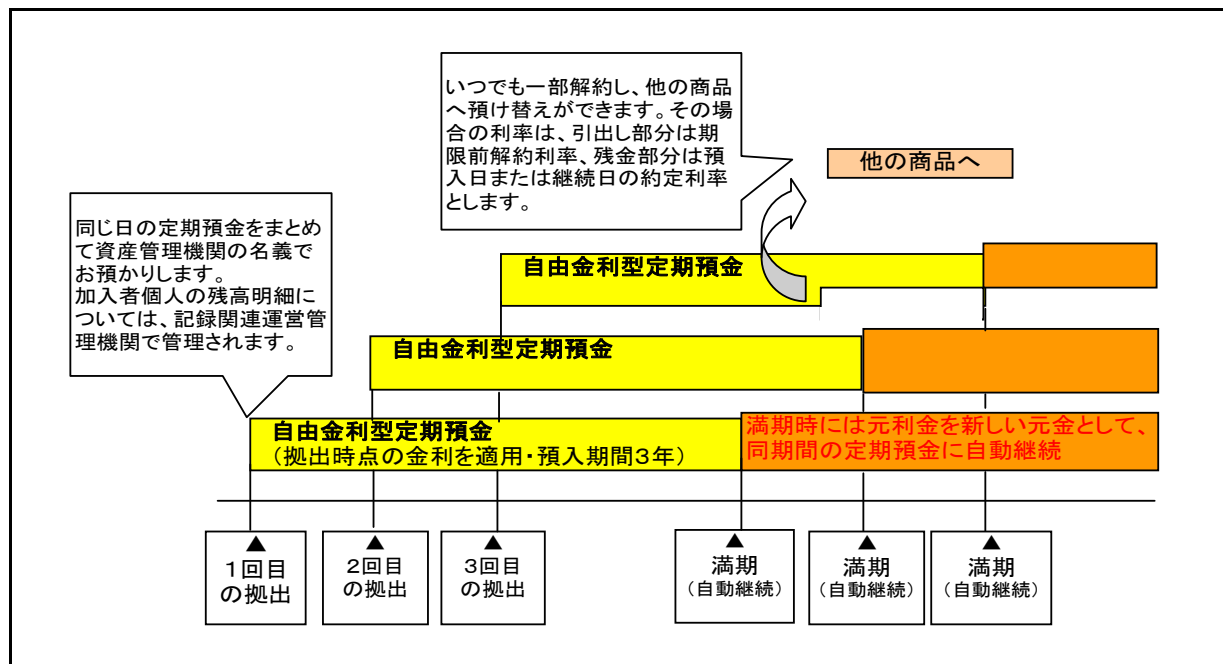 いつでも一部解約し、他の商品
へ預け替えができます。その場
合の利率は、引出し部分は期
限前解約利率、残金部分は預
入日または継続日の約定利率
とします。
他の商品へ
同じ日の定期預金をまとめ
て資産管理機関の名義で
お預かりします。
加入者個人の残高明細に
ついては、記録関連運営管
理機関で管理されます。
自由金利型定期預金
自由金利型定期預金
自由金利型定期預金
（拠出時点の金利を適用・預入期間３年）
満期時には元利金を新しい元金として、
同期間の定期預金に自動継続
▲
１回目
の拠出
▲
２回目
の拠出
▲
３回目
の拠出
▲
満期
（自動継続）
▲
満期
（自動継続）
▲
満期
（自動継続）